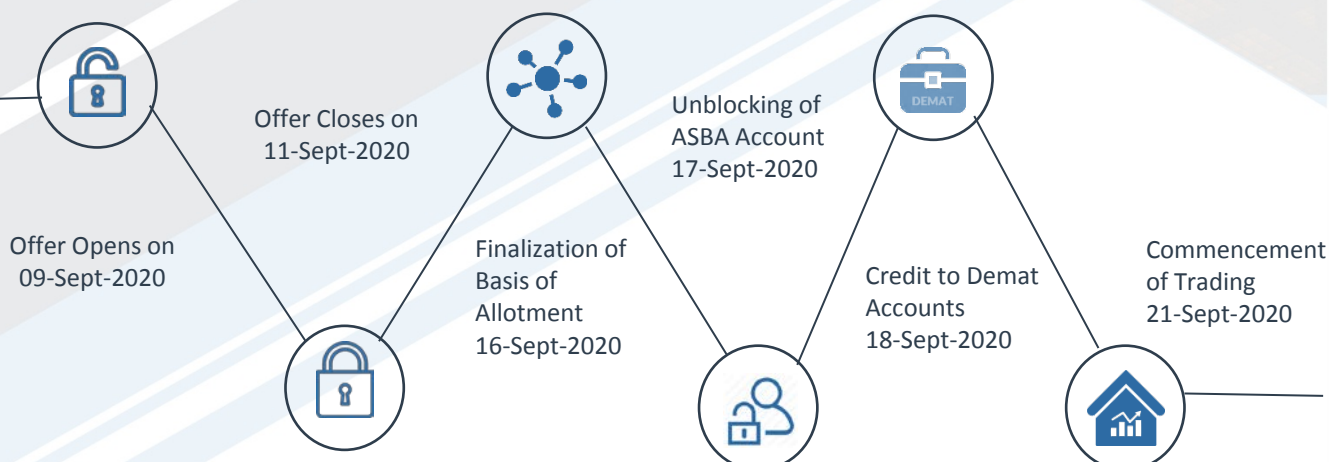 Offer Opens on
09-Sept-2020
Offer Closes on
11-Sept-2020
Finalization of
Basis of
Allotment
16-Sept-2020
Unblocking of
ASBA Account
17-Sept-2020
DEMAT
Credit to Demat
Accounts
18-Sept-2020
Commencement
of Trading
21-Sept-2020